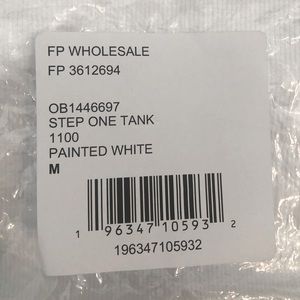 FP WHOLESALE
FP 3612694
OB1446697
STEP ONE TANK
1100
PAINTED WHITE
M
1 96347 10593 2
196347105932